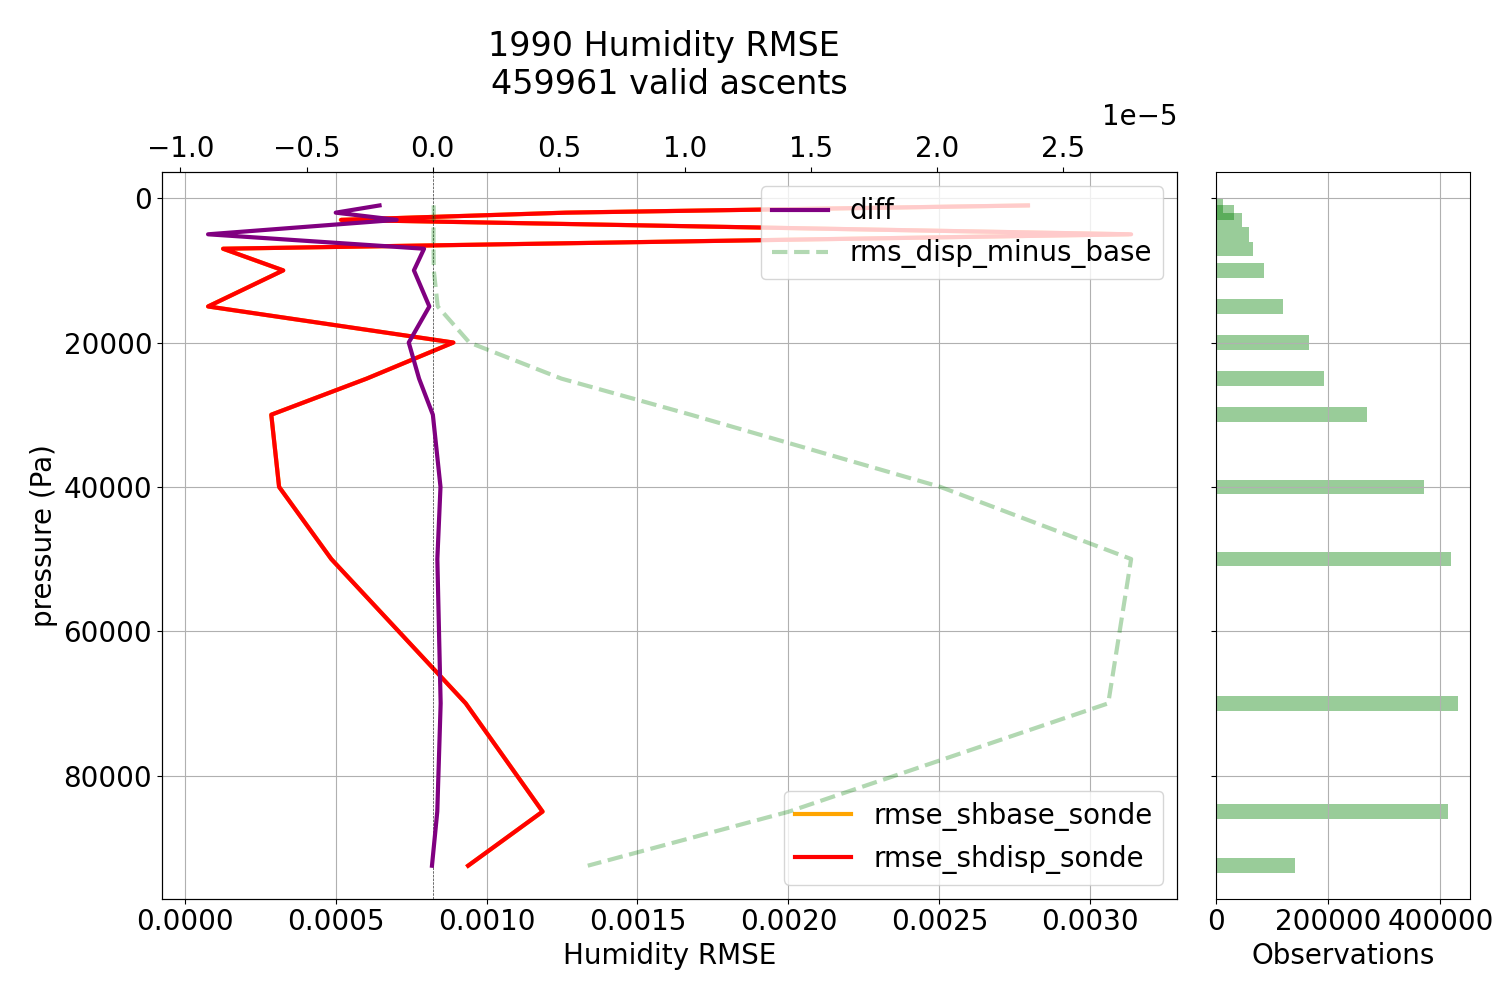 1990 Humidity RMSE
459961 valid ascents
1e−5
−1.0 −0.5 0.0 0.5 1.0 1.5 2.0 2.5
diff
rms_disp_minus_base
0
20000
40000
60000
80000
pressure (Pa)
rmse_shbase_sonde
rmse_shdisp_sonde
0.0000 0.0005 0.0010 0.0015 0.0020 0.0025 0.0030
Humidity RMSE
0 200000 400000
Observations